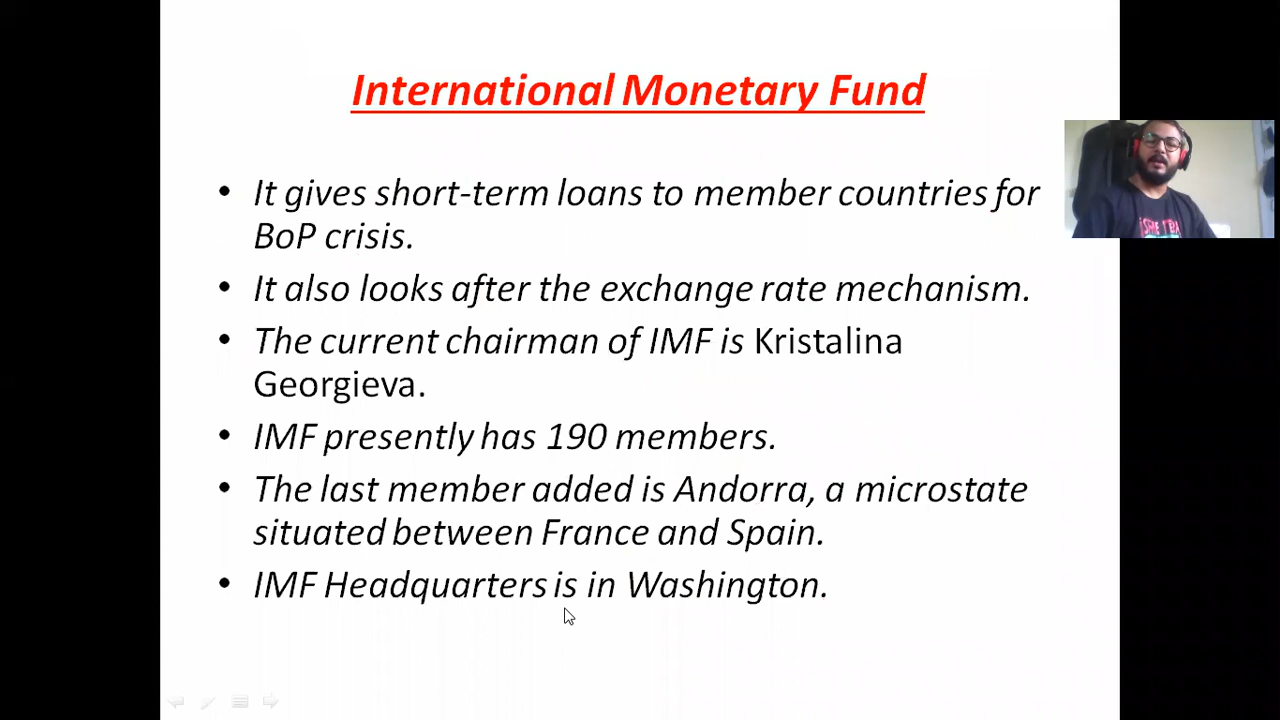 International Monetary Fund
• It gives short-term loans to member countries for
BoP crisis.
• It also looks after the exchange rate mechanism.
• The current chairman of IMF is Kristalina
Georgieva.
• IMF presently has 190 members.
• The last member added is Andorra, a microstate
situated between France and Spain.
• IMF Headquarters is in Washington.